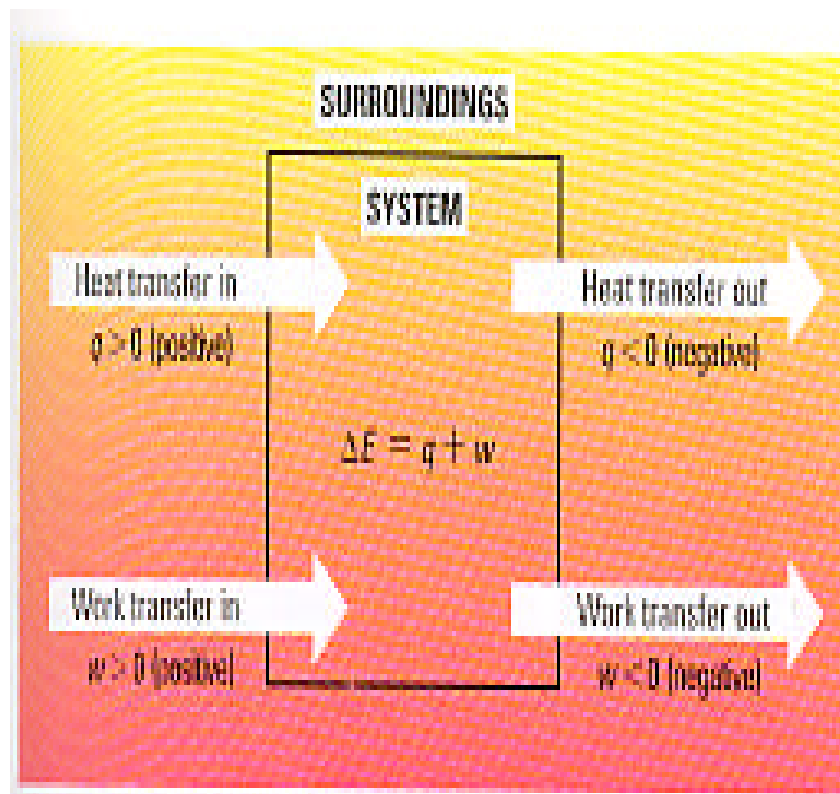 SURROUNDINGS
SYSTEM
Heat transfer in
q > 0 (positive)
Heat transfer out
q < 0 (negative)
ΔE = q + w
Work transfer in
w > 0 (positive)
Work transfer out
w < 0 (negative)